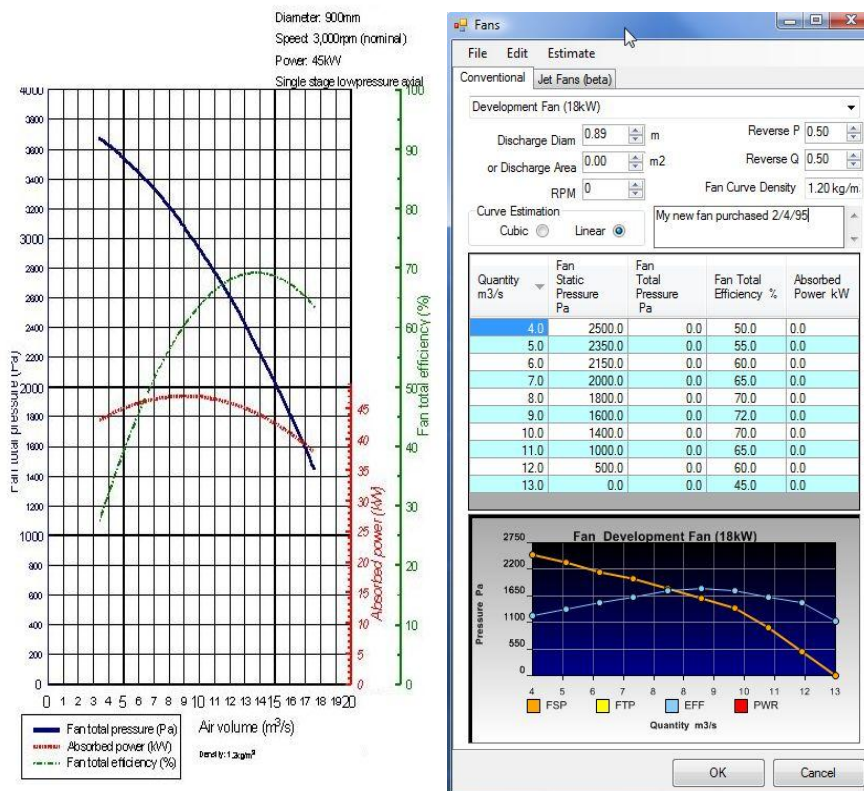 Diameter: 900mm
Speed: 3,000rpm (nominal)
Power: 45kW
Single stage lowpressure axial
4000
3800
3600
3400
3200
3000
2800
2600
2400
2200
2000
1800
1600
1400
1200
1000
800
600
400
200
0
Fan total pressure (Pa)
100
90
80
70
60
50
40
30
20
10
0
Fan total efficiency (%)
45
40
35
30
25
20
15
10
5
0
Absorbed power (kW)
0 1 2 3 4 5 6 7 8 9 10 11 12 13 14 15 16 17 18 19 20
Air volume (m³/s)
Fan total pressure (Pa)
Absorbed power (kW)
Fan total efficiency (%)
Density: 1.2kg/m³
Fans
File Edit Estimate
Conventional Jet Fans (beta)
Development Fan (18kW)
Discharge Diam 0.89 m Reverse P 0.50
or Discharge Area 0.00 m2 Reverse Q 0.50
RPM 0 Fan Curve Density 1.20 kg/m
Curve Estimation
Cubic Linear
My new fan purchased 2/4/95
Quantity m3/s Fan Static Pressure Pa Fan Total Pressure Pa Fan Total Efficiency % Absorbed Power kW
4.0 2500.0 0.0 50.0 0.0
5.0 2350.0 0.0 55.0 0.0
6.0 2150.0 0.0 60.0 0.0
7.0 2000.0 0.0 65.0 0.0
8.0 1800.0 0.0 70.0 0.0
9.0 1600.0 0.0 72.0 0.0
10.0 1400.0 0.0 70.0 0.0
11.0 1000.0 0.0 65.0 0.0
12.0 500.0 0.0 60.0 0.0
13.0 0.0 0.0 45.0 0.0
Fan Development Fan (18kW)
2750
2200
1650
1100
550
0
Pressure Pa
4 5 6 7 8 9 10 11 12 13
FSP FTP EFF PWR
Quantity m3/s
OK Cancel